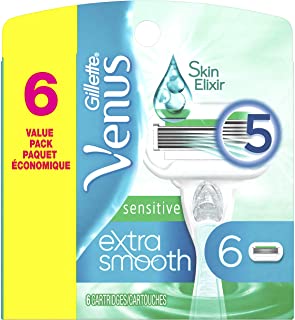 6
VALUE
PACK
PAQUET
ÉCONOMIQUE
Gillette
Venus
Skin
Elixir
5
sensitive
extra
smooth
6
6 CARTRIDGES/CARTOUCHES